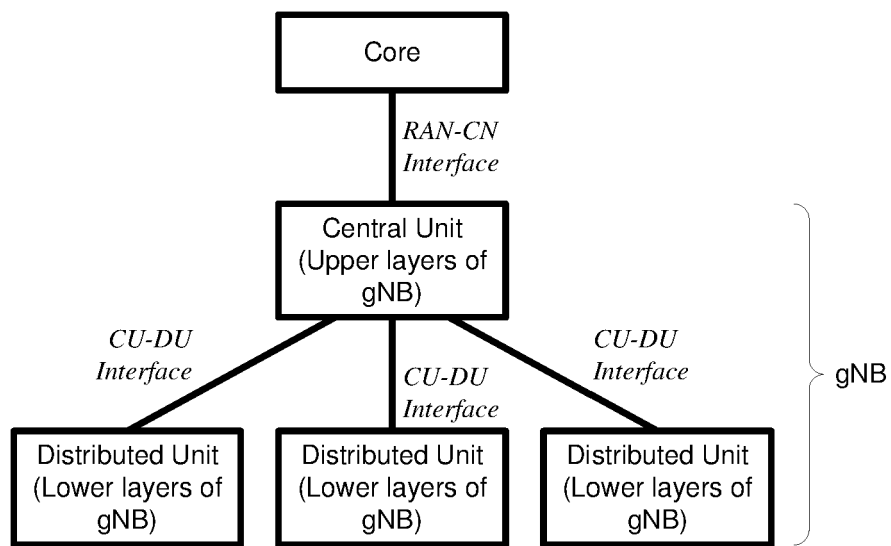 Core
RAN-CN
Interface
Central Unit
(Upper layers of
gNB)
CU-DU
Interface
CU-DU
Interface
CU-DU
Interface
gNB
Distributed Unit
(Lower layers of
gNB)
Distributed Unit
(Lower layers of
gNB)
Distributed Unit
(Lower layers of
gNB)